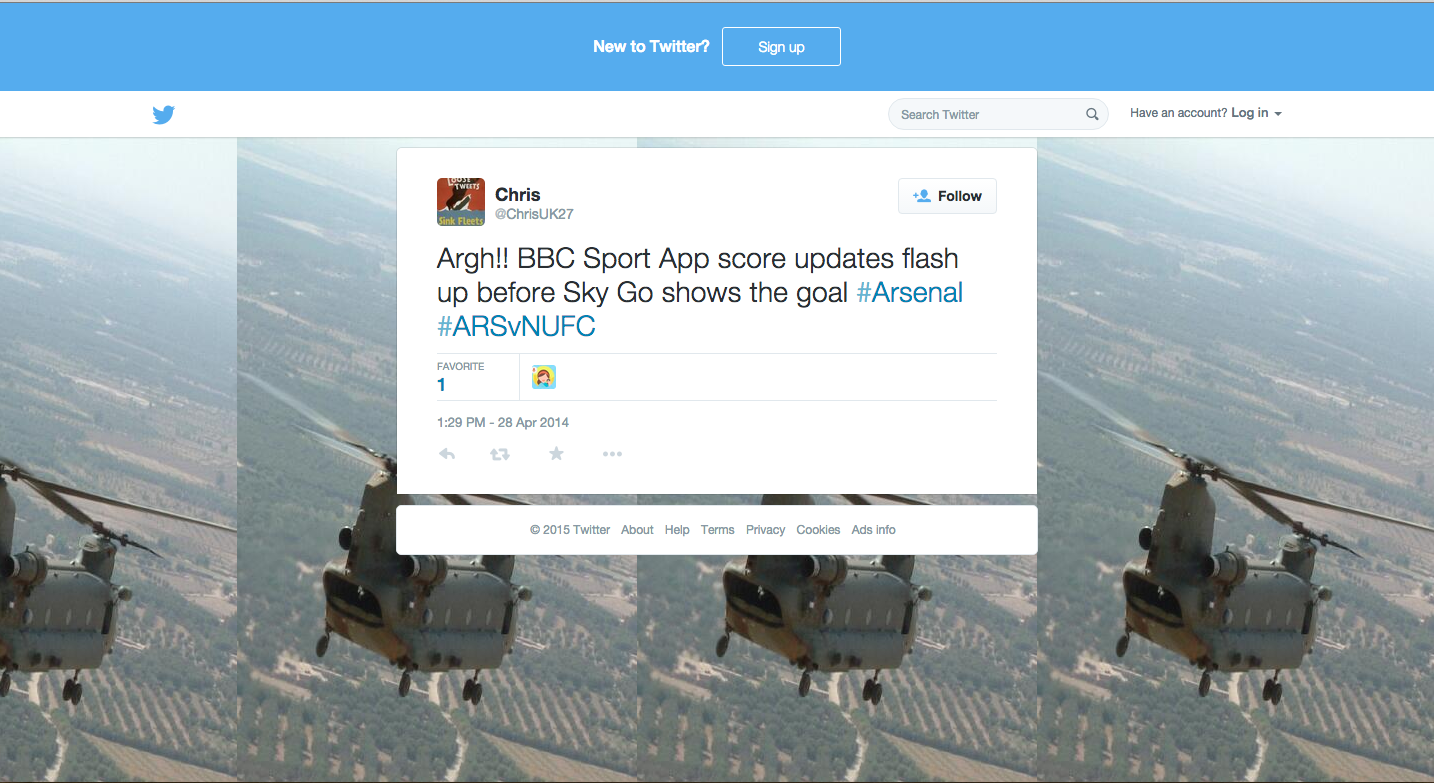 New to Twitter? Sign up
Search Twitter Have an account? Log in
LOOSE
TWEETS
Sink Fleets
Chris
@ChrisUK27
Follow
Argh!! BBC Sport App score updates flash
up before Sky Go shows the goal #Arsenal
#ARSvNUFC
FAVORITE
1
1:29 PM - 28 Apr 2014
© 2015 Twitter About Help Terms Privacy Cookies Ads info